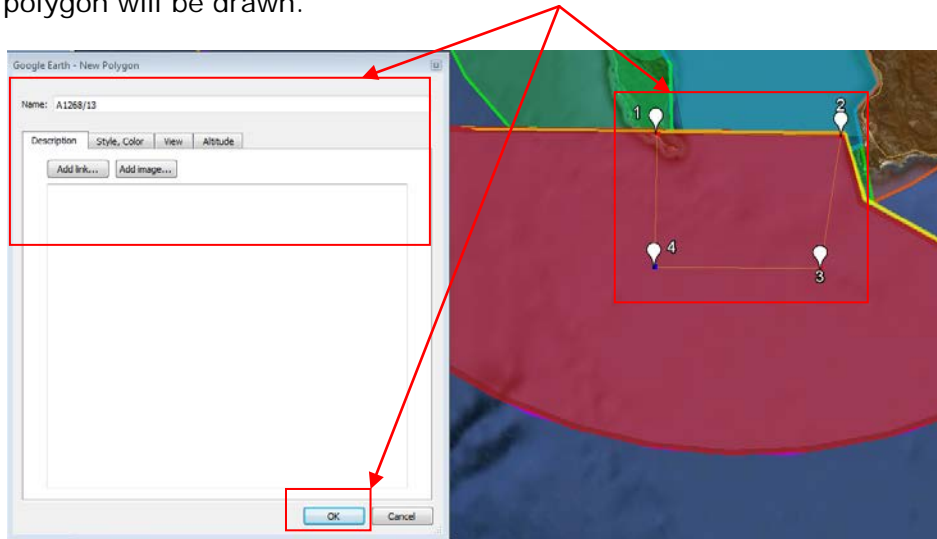 polygon will be drawn.
Google Earth - New Polygon
Name: A1268/13
Description Style, Color View Altitude
Add link... Add image...
OK Cancel
1 2
4
3